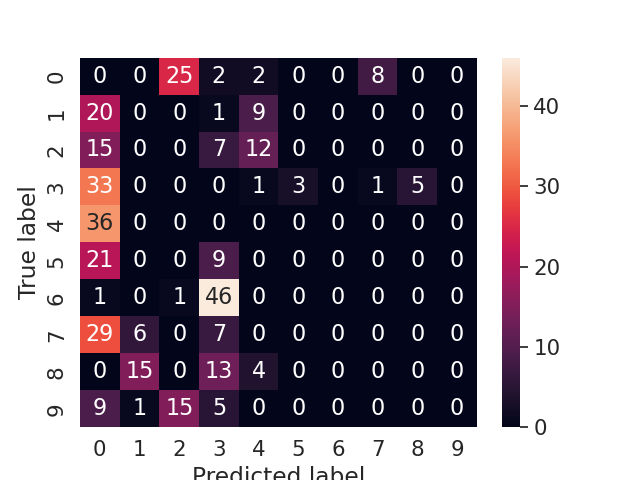 0 0 0 25 2 2 0 0 8 0 0
1 20 0 0 1 9 0 0 0 0 0
2 15 0 0 7 12 0 0 0 0 0
3 33 0 0 0 1 3 0 1 5 0
4 36 0 0 0 0 0 0 0 0 0
5 21 0 0 9 0 0 0 0 0 0
6 1 0 1 46 0 0 0 0 0 0
7 29 6 0 7 0 0 0 0 0 0
8 0 15 0 13 4 0 0 0 0 0
9 9 1 15 5 0 0 0 0 0 0
0 1 2 3 4 5 6 7 8 9
True label
Predicted label
40
30
20
10
0